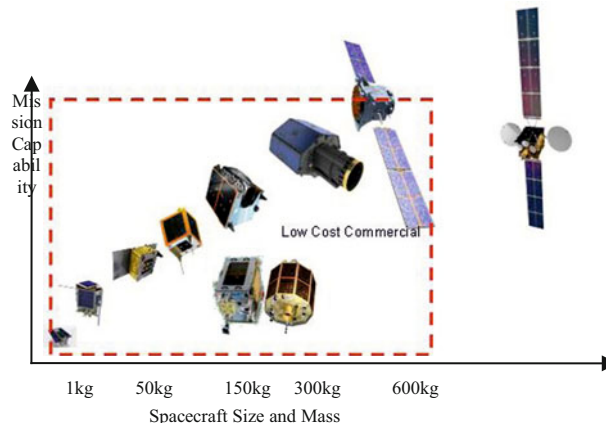 Mis
sion Cap
abil
ity
Low Cost Commercial
1kg 50kg 150kg 300kg 600kg
Spacecraft Size and Mass